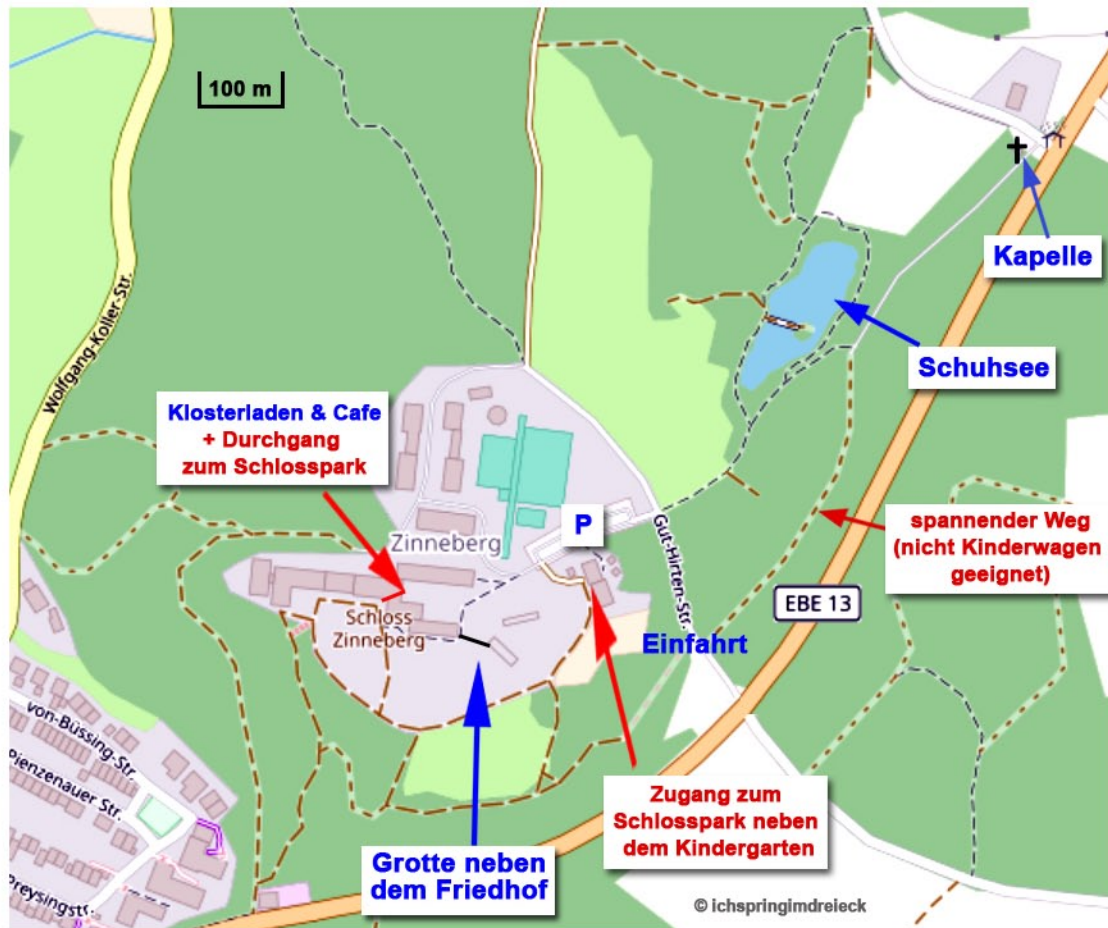 100 m
Wolfgang-Koller-Str.
Kapelle
Schuhsee
Klosterladen & Cafe
+ Durchgang
zum Schlosspark
spannender Weg
(nicht Kinderwagen
geeignet)
P
Zinneberg
Gut-Hirten-Str.
EBE 13
Schloss
Zinneberg
Einfahrt
von-Büssing-Str.
Pienzenauer Str.
Preysingstr.
Zugang zum
Schlosspark neben
dem Kindergarten
Grotte neben
dem Friedhof
© ichspringimdreieck